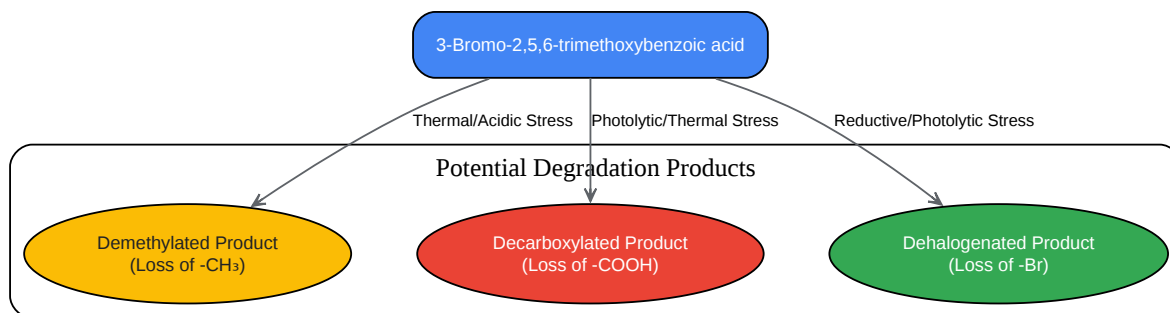 3-Bromo-2,5,6-trimethoxybenzoic acid
Thermal/Acidic Stress
Photolytic/Thermal Stress
Reductive/Photolytic Stress
Potential Degradation Products
Demethylated Product
(Loss of -CH₃)
Decarboxylated Product
(Loss of -COOH)
Dehalogenated Product
(Loss of -Br)